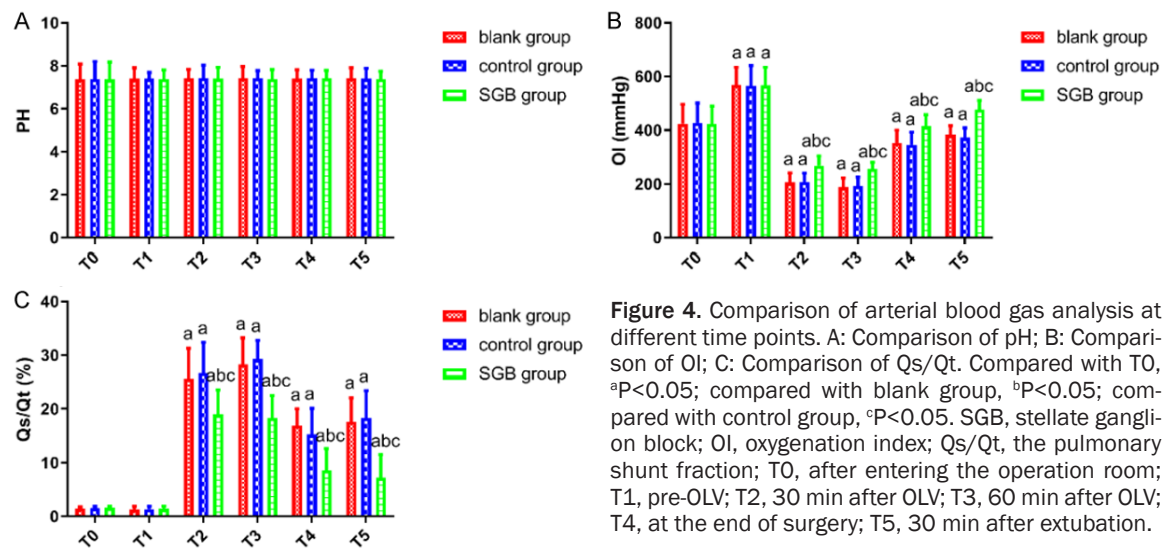 A
10
8
6
4
2
0
PH
T0 T1 T2 T3 T4 T5
blank group
control group
SGB group
B
800
600
400
200
0
OI (mmHg)
a a a
a a abc
a a abc
a a abc
a a abc
T0 T1 T2 T3 T4 T5
blank group
control group
SGB group
C
40
30
20
10
0
Qs/Qt (%)
a a abc
a a abc
a a abc
a a abc
T0 T1 T2 T3 T4 T5
blank group
control group
SGB group
Figure 4. Comparison of arterial blood gas analysis at
different time points. A: Comparison of pH; B: Compari-
son of OI; C: Comparison of Qs/Qt. Compared with T0,
ᵃP<0.05; compared with blank group, ᵇP<0.05; com-
pared with control group, ᶜP<0.05. SGB, stellate gangli-
on block; OI, oxygenation index; Qs/Qt, the pulmonary
shunt fraction; T0, after entering the operation room;
T1, pre-OLV; T2, 30 min after OLV; T3, 60 min after OLV;
T4, at the end of surgery; T5, 30 min after extubation.